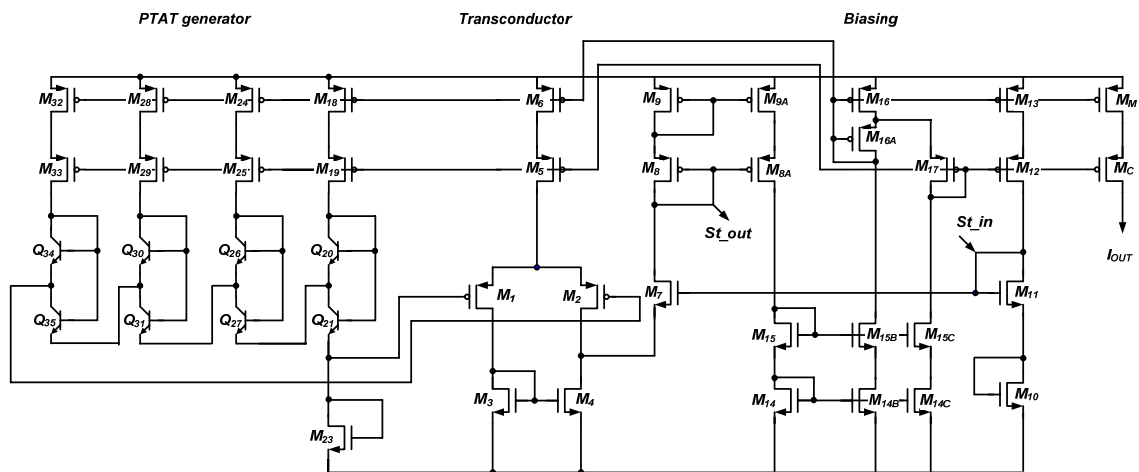 PTAT generator Transconductor Biasing
M32 M28 M24 M18 M6 M9 M9A M16 M13 MM
M16A
M33 M29 M25 M19 M5 M8 M8A M17 M12 MC
St_out St_in
Q34 Q30 Q26 Q20 IOUT
M1 M2 M7 M11
Q35 Q31 Q27 Q21
M15 M15B M15C
M3 M4 M14 M14B M14C M10
M23